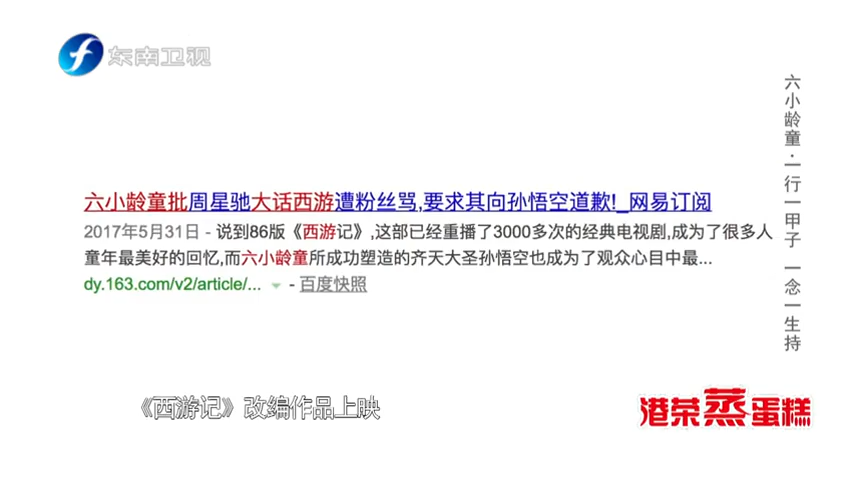 东南卫视
六小龄童批周星驰大话西游遭粉丝骂,要求其向孙悟空道歉!_网易订阅
2017年5月31日 - 说到86版《西游记》,这部已经重播了3000多次的经典电视剧,成为了很多人
童年最美好的回忆,而六小龄童所成功塑造的齐天大圣孙悟空也成为了观众心目中最...
dy.163.com/v2/article/... - 百度快照
六小龄童·一行一甲子 一念一生持
《西游记》改编作品上映
港荣蒸蛋糕